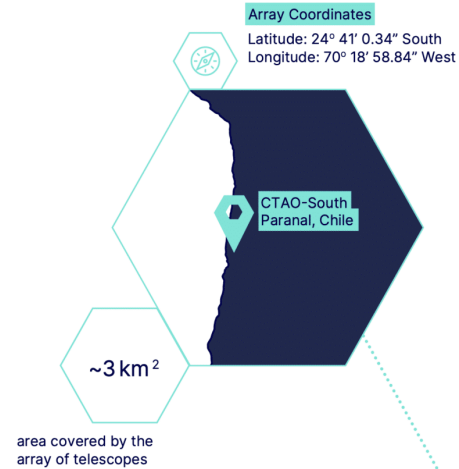 Array Coordinates
Latitude: 24º 41’ 0.34” South
Longitude: 70º 18’ 58.84” West
CTAO-South
Paranal, Chile
~3 km²
area covered by the
array of telescopes